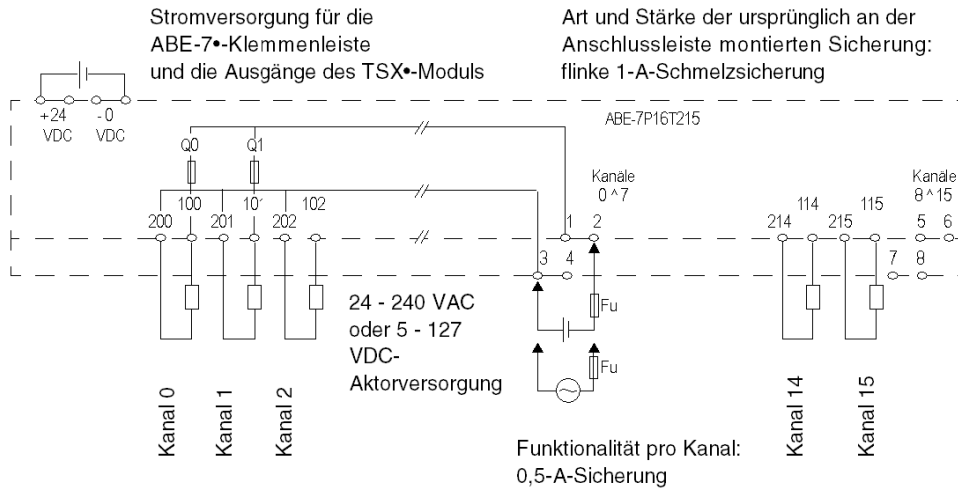 Stromversorgung für die
ABE-7•-Klemmenleiste
und die Ausgänge des TSX•-Moduls
Art und Stärke der ursprünglich an der
Anschlussleiste montierten Sicherung:
flinke 1-A-Schmelzsicherung
+24
VDC
-0
VDC
ABE-7P16T215
Q0
Q1
Kanäle
0^7
Kanäle
8^15
200
100
201
10'
202
102
1
2
3
4
214
114
215
115
5
6
7
8
24 - 240 VAC
oder 5 - 127
VDC-
Aktorversorgung
Fu
Fu
Kanal 0
Kanal 1
Kanal 2
Kanal 14
Kanal 15
Funktionalität pro Kanal:
0,5-A-Sicherung